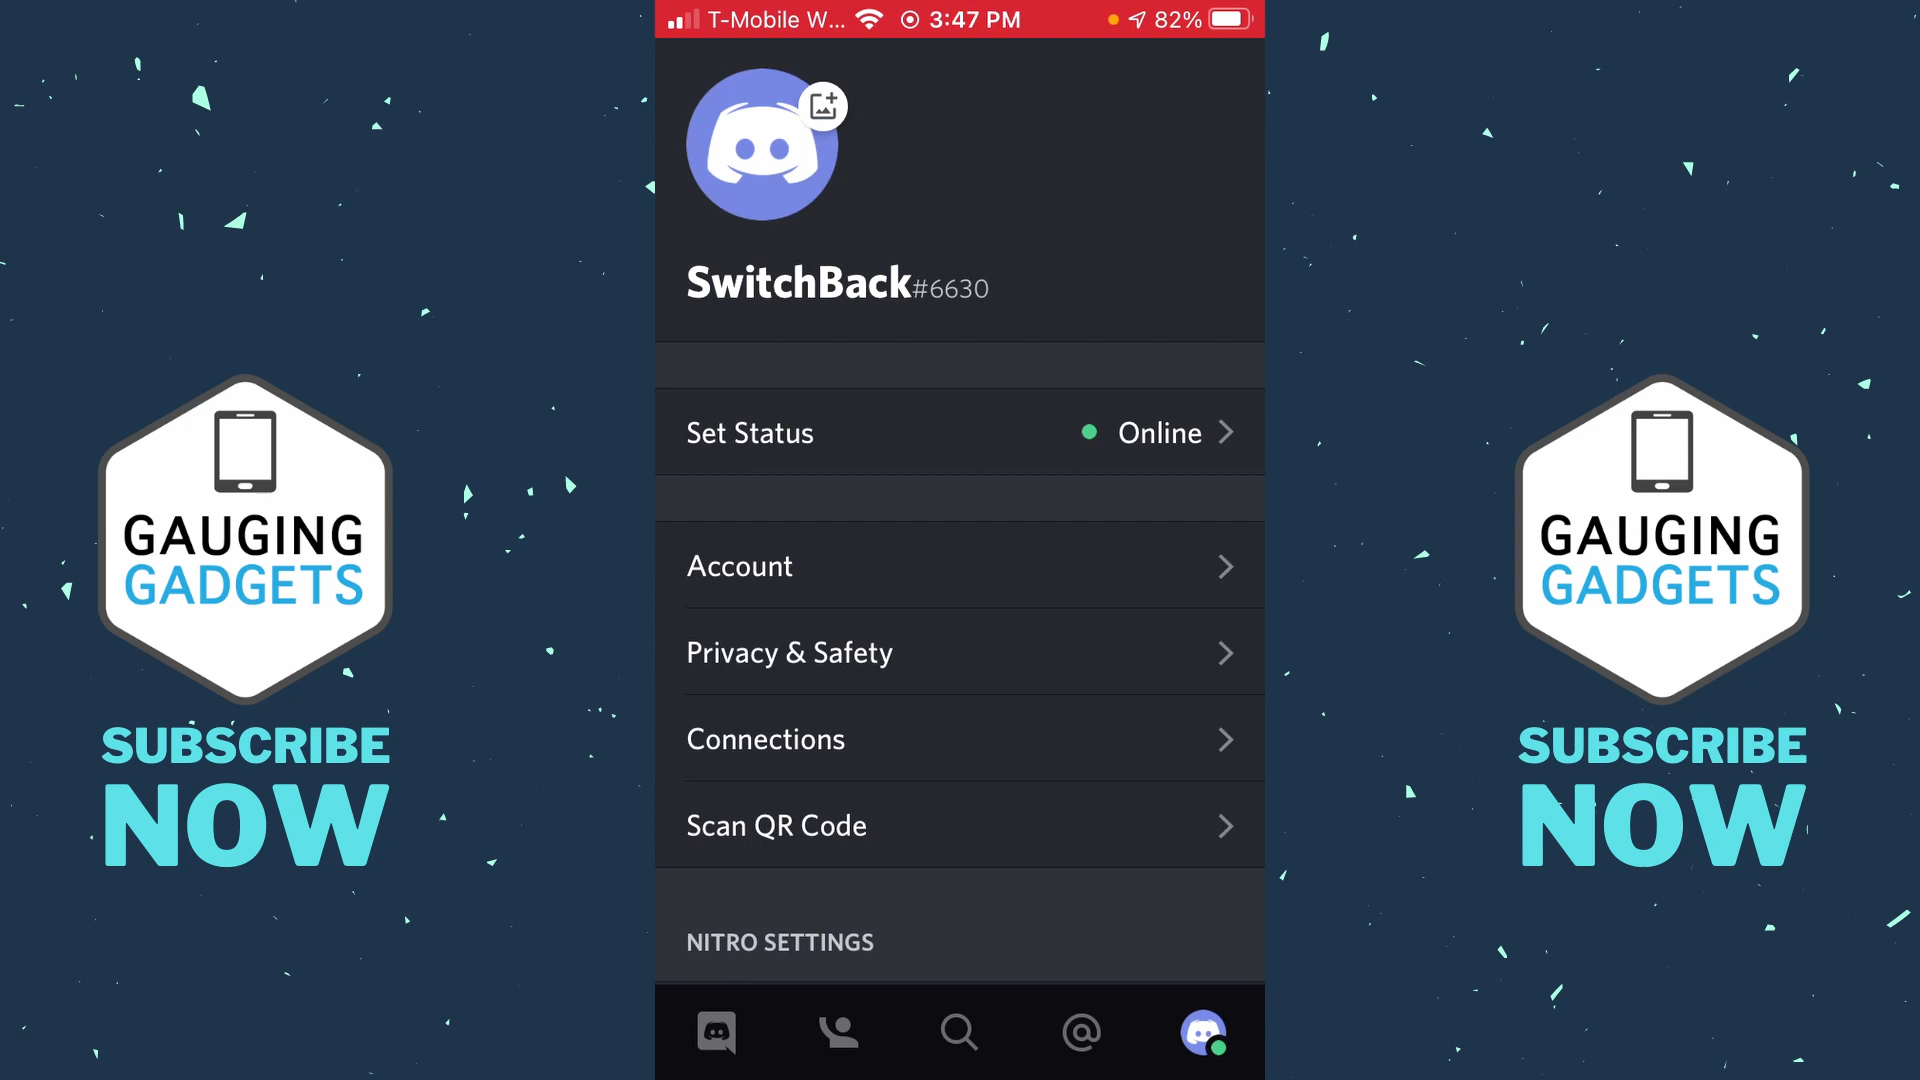 T-Mobile W... 3:47 PM 82%
SwitchBack#6630
Set Status Online
Account
Privacy & Safety
Connections
Scan QR Code
NITRO SETTINGS
GAUGING
GADGETS
SUBSCRIBE
NOW
GAUGING
GADGETS
SUBSCRIBE
NOW